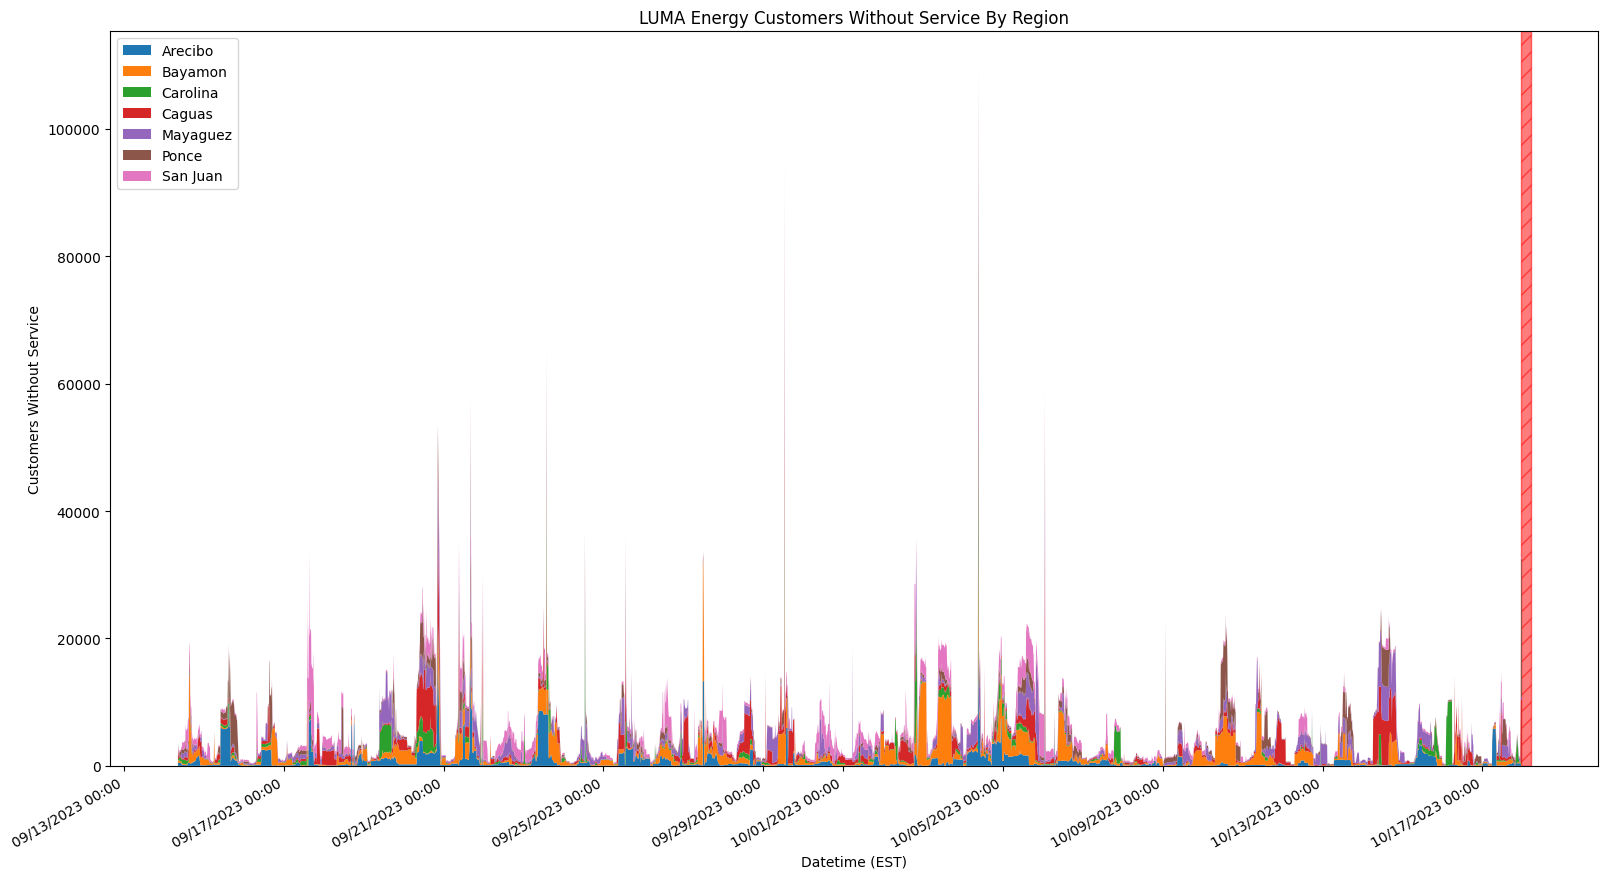 LUMA Energy Customers Without Service By Region
Arecibo
Bayamon
Carolina
Caguas
Mayaguez
Ponce
San Juan
100000
80000
60000
40000
20000
0
Customers Without Service
09/13/2023 00:00
09/17/2023 00:00
09/21/2023 00:00
09/25/2023 00:00
09/29/2023 00:00
10/01/2023 00:00
10/05/2023 00:00
10/09/2023 00:00
10/13/2023 00:00
10/17/2023 00:00
Datetime (EST)